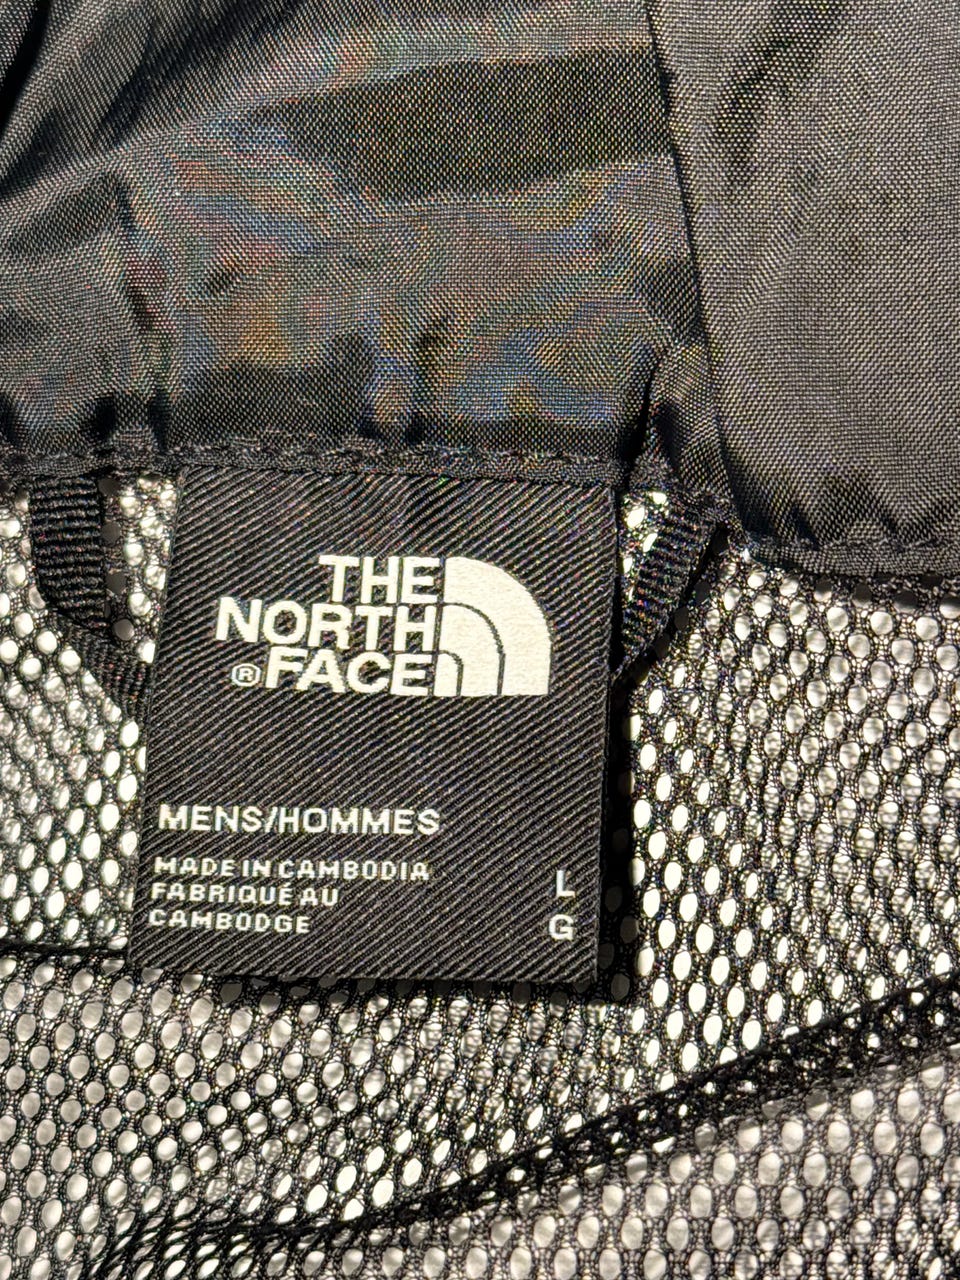 THE
NORTH
®FACE
MENS/HOMMES
MADE IN CAMBODIA
FABRIQUÉ AU
CAMBODGE
L
G